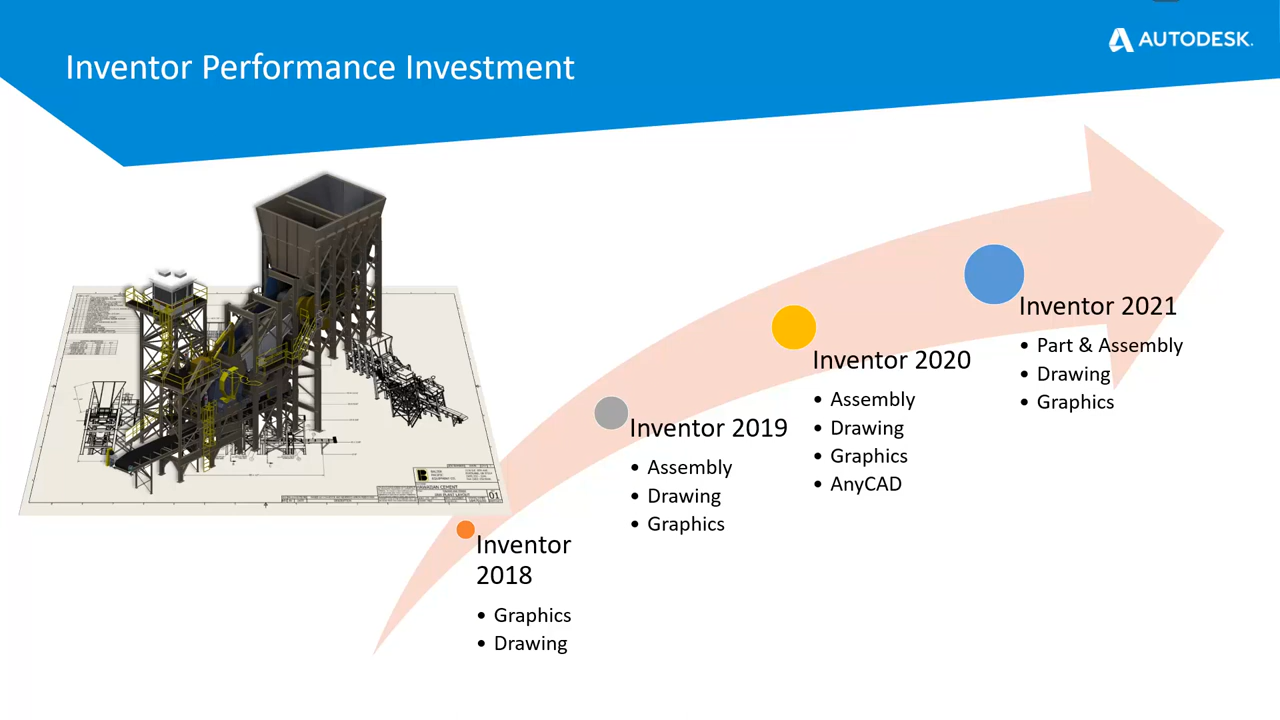 Inventor Performance Investment
AUTODESK.
Inventor
2018
• Graphics
• Drawing
Inventor 2019
• Assembly
• Drawing
• Graphics
Inventor 2020
• Assembly
• Drawing
• Graphics
• AnyCAD
Inventor 2021
• Part & Assembly
• Drawing
• Graphics
01